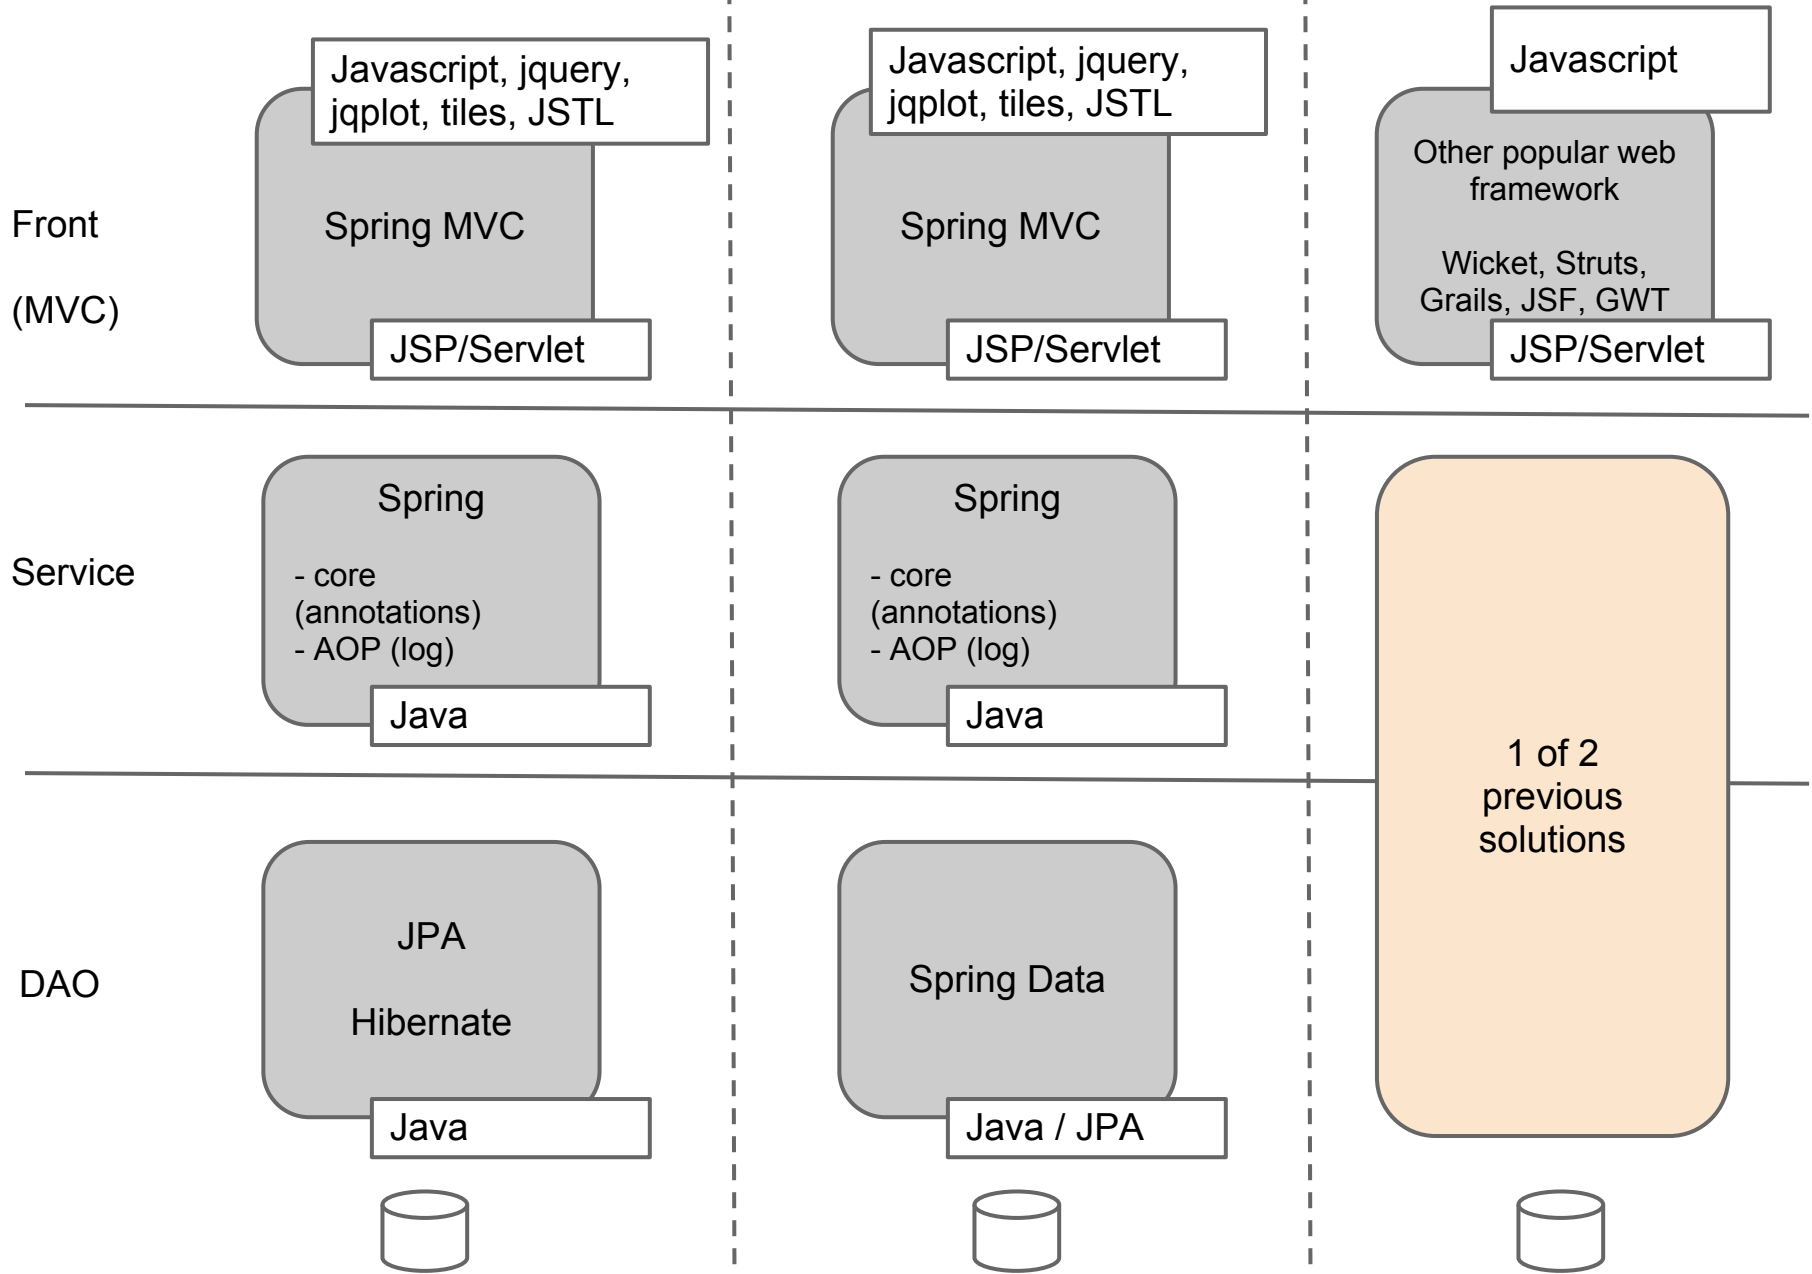 Javascript, jquery,
jqplot, tiles, JSTL
Javascript, jquery,
jqplot, tiles, JSTL
Javascript
Front
(MVC)
Spring MVC
Spring MVC
Other popular web
framework
Wicket, Struts,
Grails, JSF, GWT
JSP/Servlet
JSP/Servlet
JSP/Servlet
Service
Spring
- core
(annotations)
- AOP (log)
Java
Spring
- core
(annotations)
- AOP (log)
Java
1 of 2
previous
solutions
DAO
JPA
Hibernate
Java
Spring Data
Java / JPA